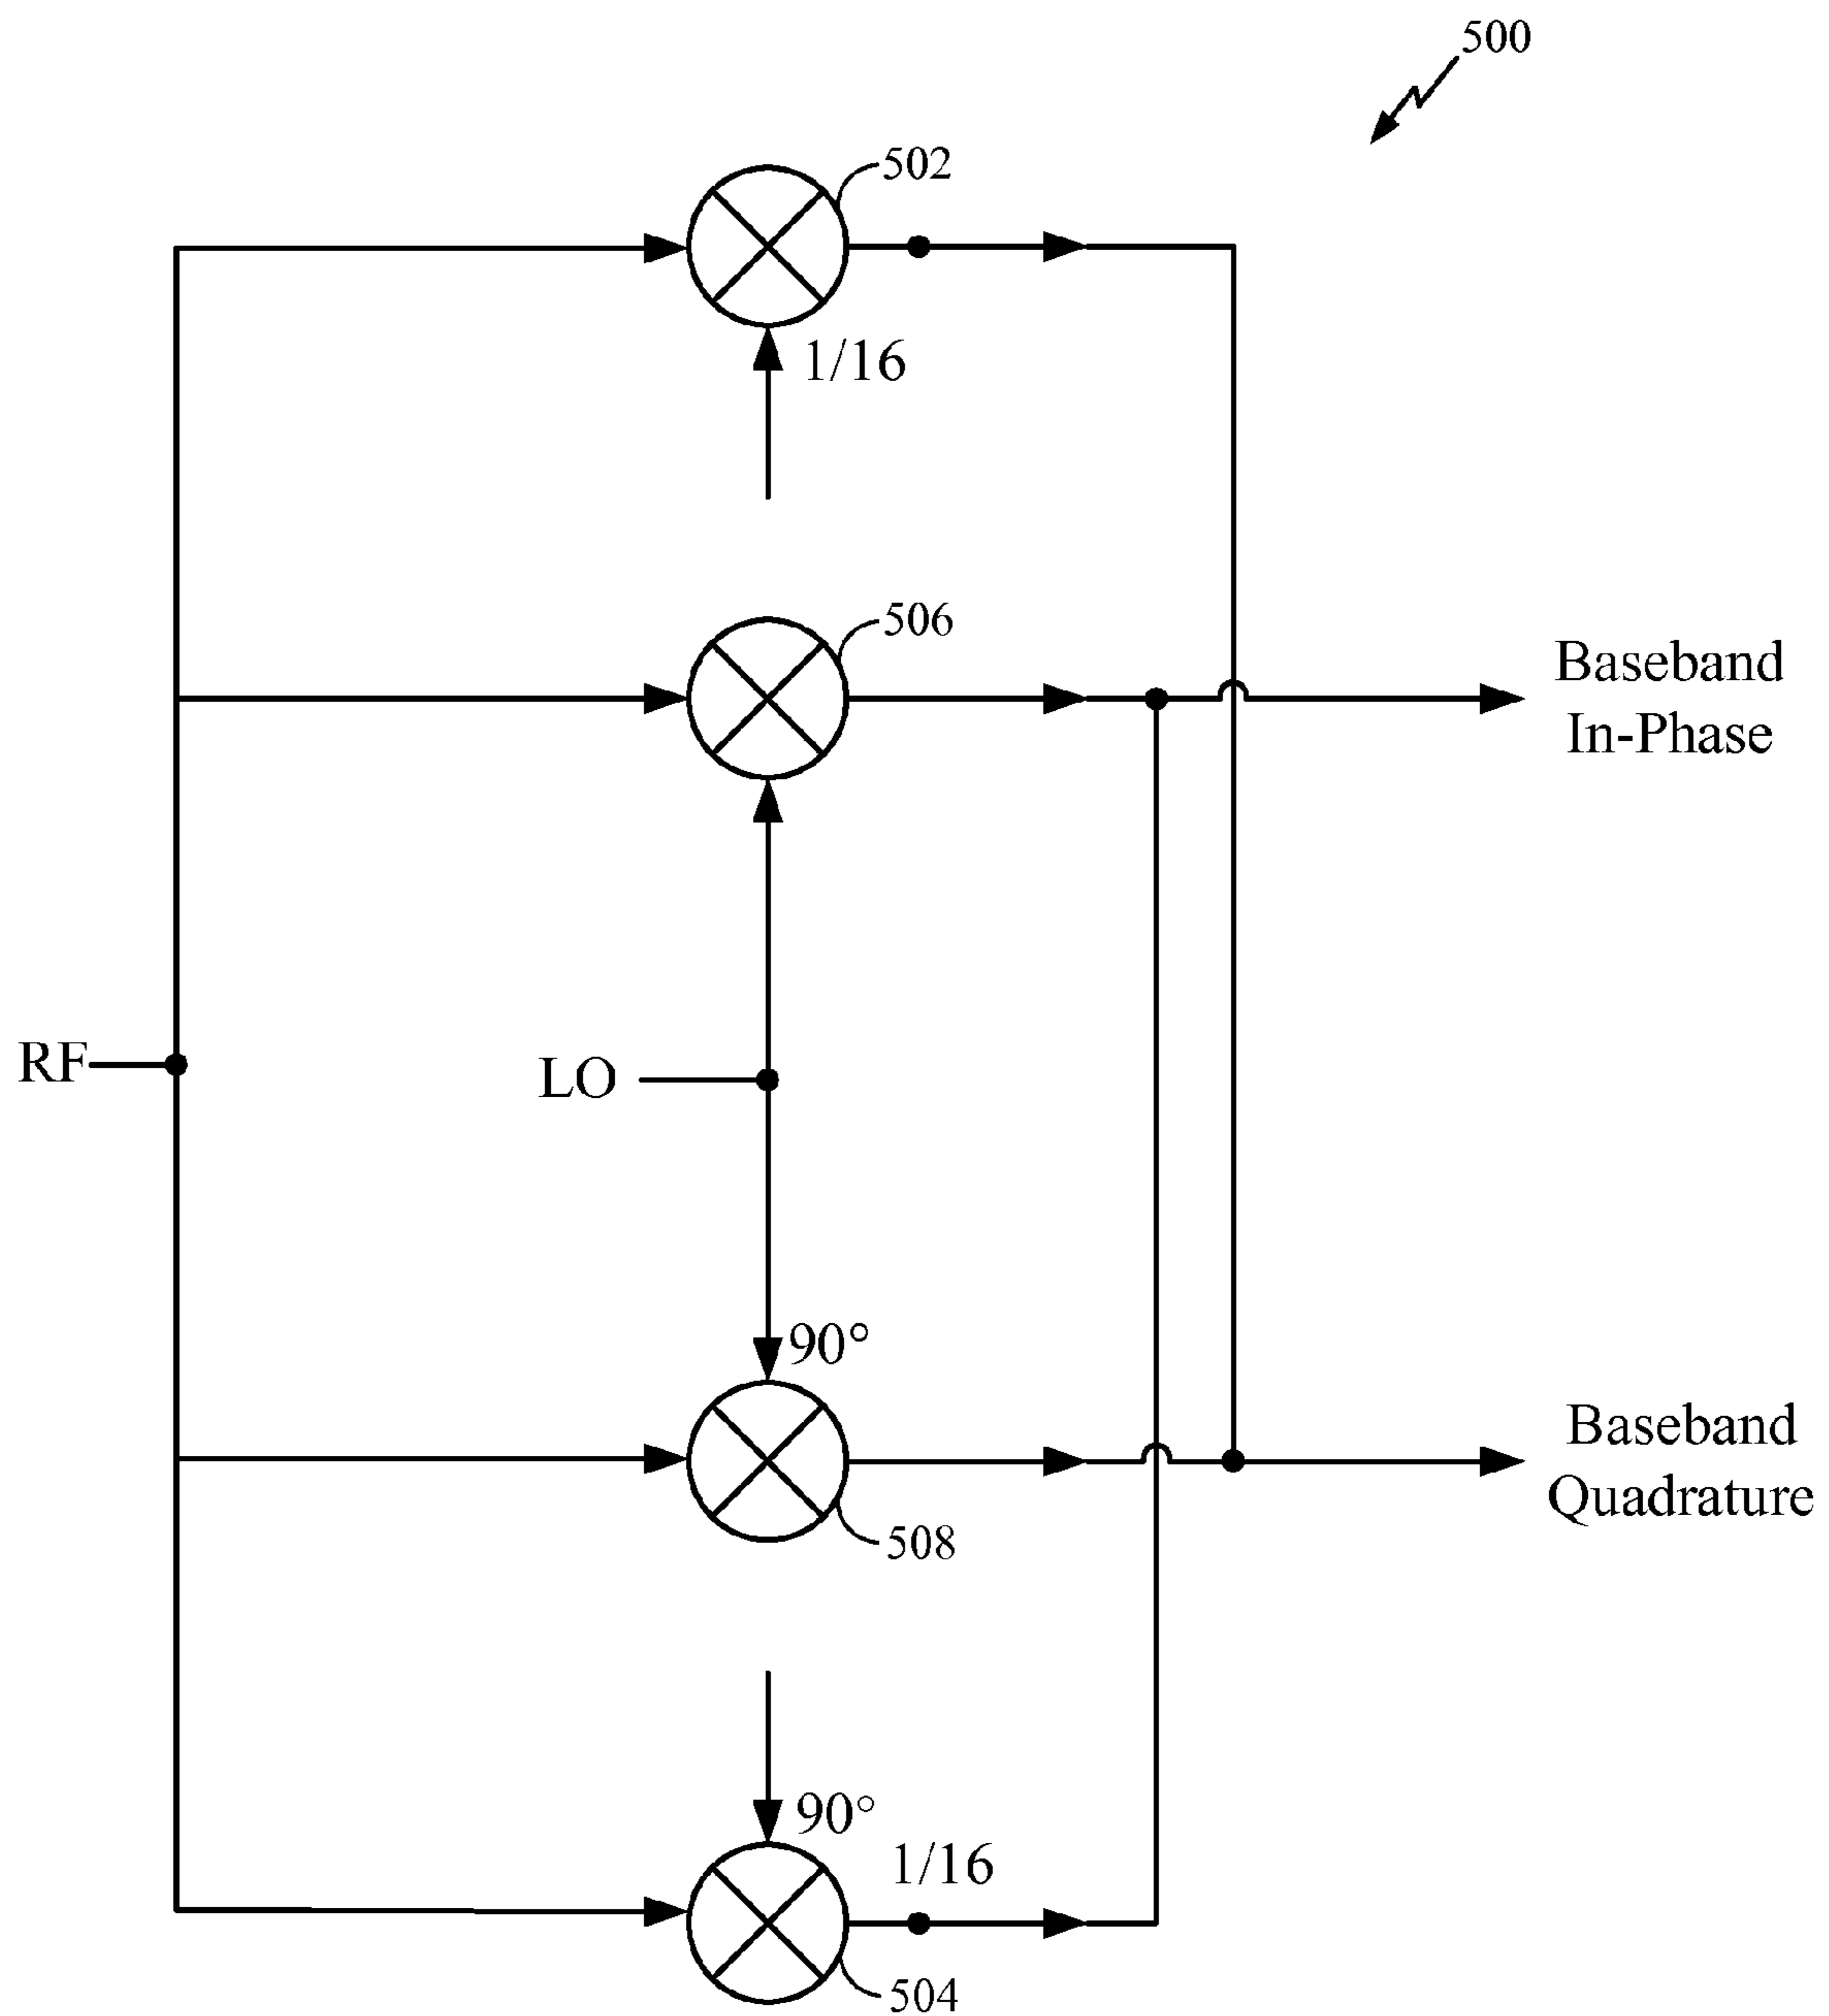 500
502
1/16
506
Baseband
In-Phase
RF
LO
90°
Baseband
Quadrature
508
90°
1/16
504